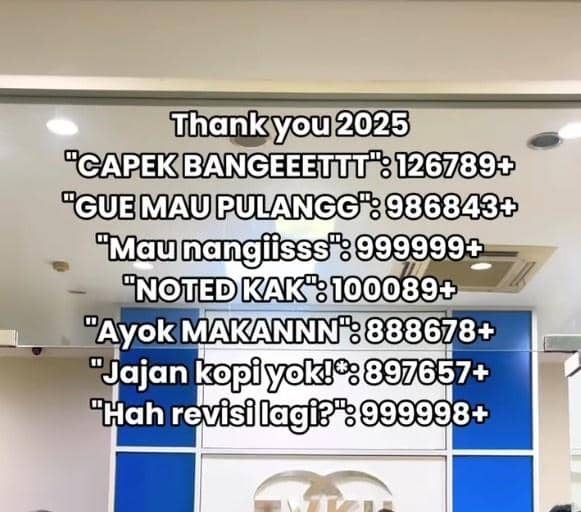 Thank you 2025
"CAPEK BANGEEETTT": 126789+
"GUE MAU PULANGG": 986843+
"Mau nangiisss": 999999+
"NOTED KAK": 100089+
"Ayok MAKANNN": 888678+
"Jajan kopi yok!*: 897657+
"Hah revisi lagi?": 999998+